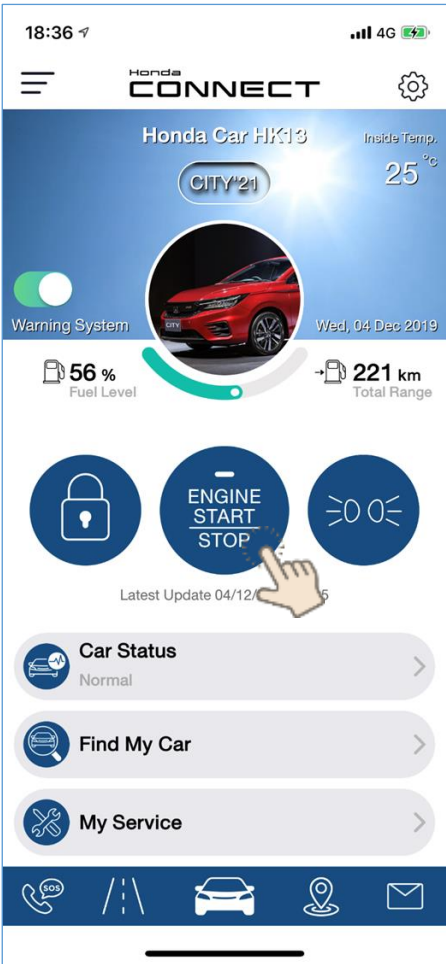 18:36
4G
Honda
CONNECT
Honda Car HK13
Inside Temp.
CITY'21
25 °c
CITY
Warning System
Wed, 04 Dec 2019
56 %
221 km
Fuel Level
Total Range
ENGINE
START
STOP
Latest Update 04/12/
5
Car Status
Normal
Find My Car
My Service
SOS